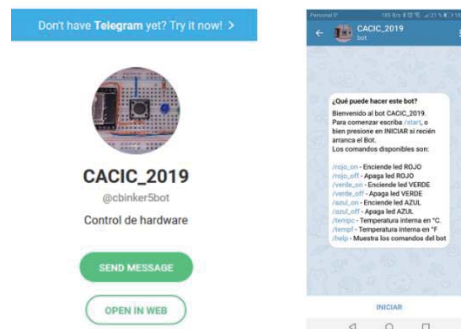 Don't have Telegram yet? Try it now! >
CACIC_2019
@cbinker5bot
Control de hardware
SEND MESSAGE
OPEN IN WEB
Personal
CACIC_2019
bot
¿Qué puede hacer este bot?
Bienvenido al bot CACIC_2019.
Para comenzar escriba /start, o
bien presione en INICIAR si recién
arranca el Bot.
Los comandos disponibles son:
/rojo_on - Enciende led ROJO
/rojo_off - Apaga led ROJO
/verde_on - Enciende led VERDE
/verde_off - Apaga led VERDE
/azul_on - Enciende led AZUL
/azul_off - Apaga led AZUL
/tempc - Temperatura interna en °C.
/tempf - Temperatura interna en °F
/help - Muestra los comandos del bot
INICIAR